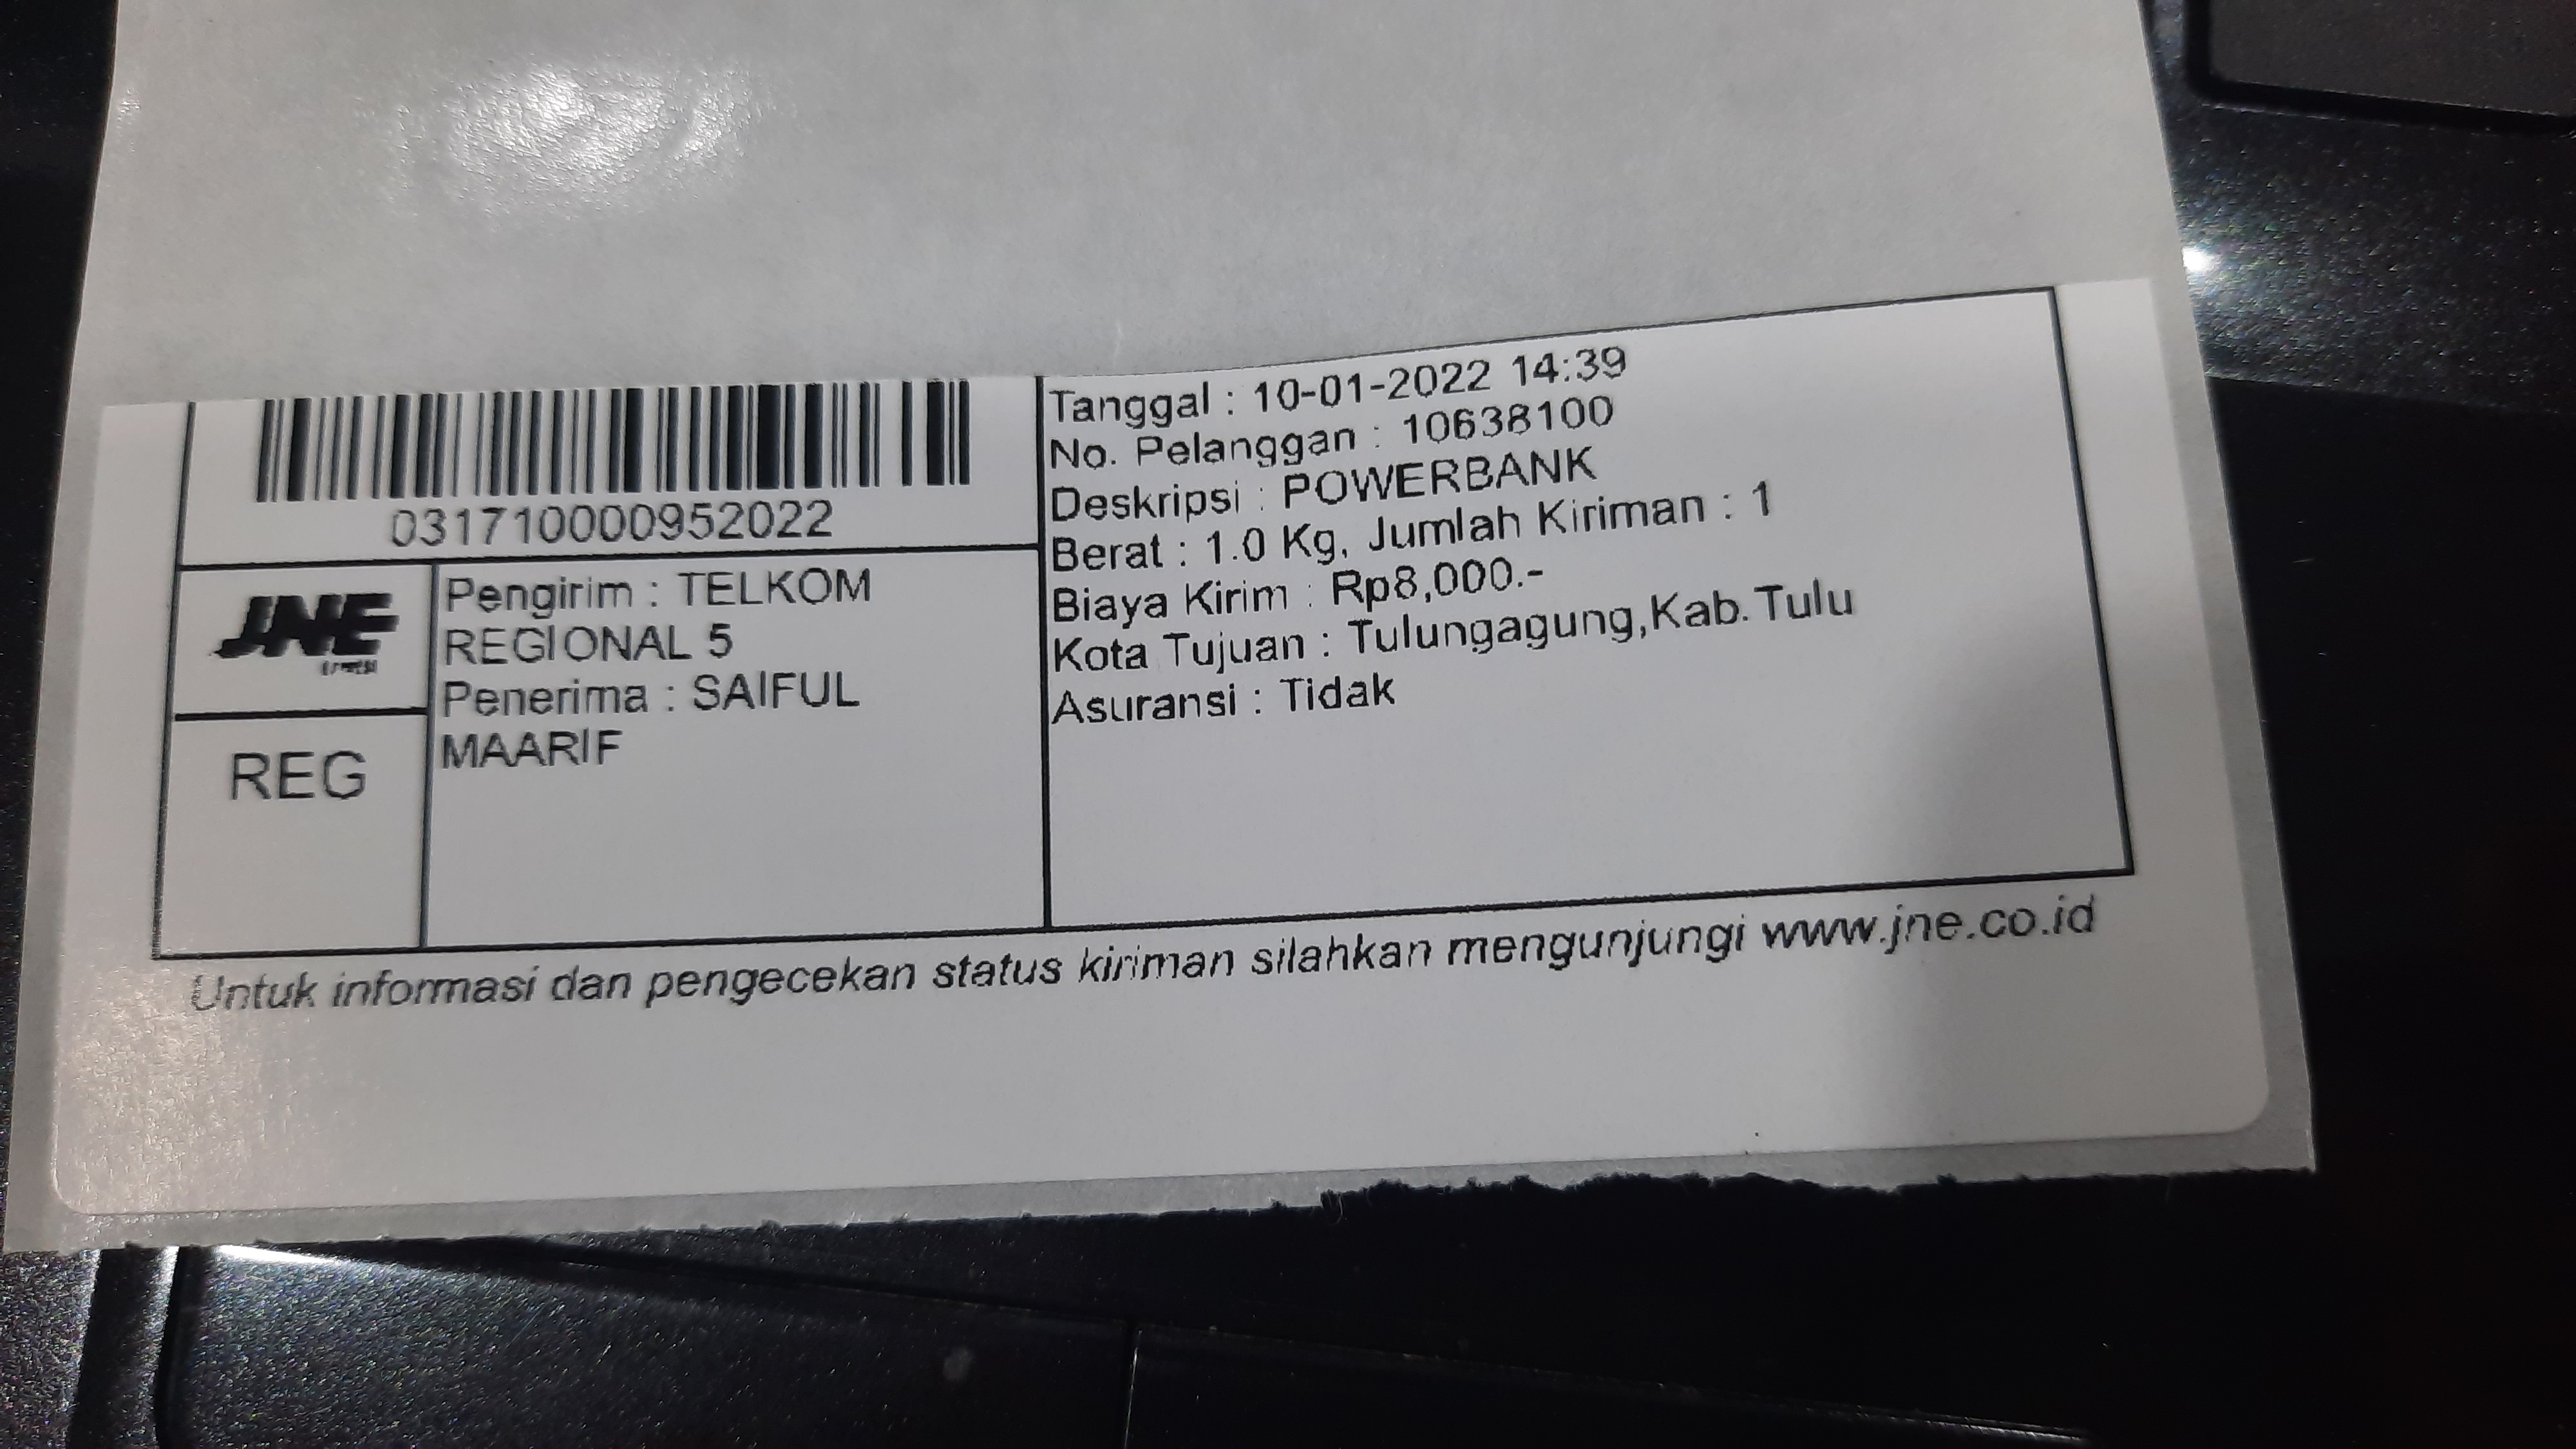 031710000952022
JNE
REG
Pengirim : TELKOM
REGIONAL 5
Penerima : SAIFUL
MAARIF
Tanggal : 10-01-2022 14:39
No. Pelanggan : 10638100
Deskripsi : POWERBANK
Berat : 1.0 Kg, Jumlah Kiriman : 1
Biaya Kirim : Rp8,000.-
Kota Tujuan : Tulungagung,Kab.Tulu
Asuransi : Tidak
Untuk informasi dan pengecekan status kiriman silahkan mengunjungi www.jne.co.id